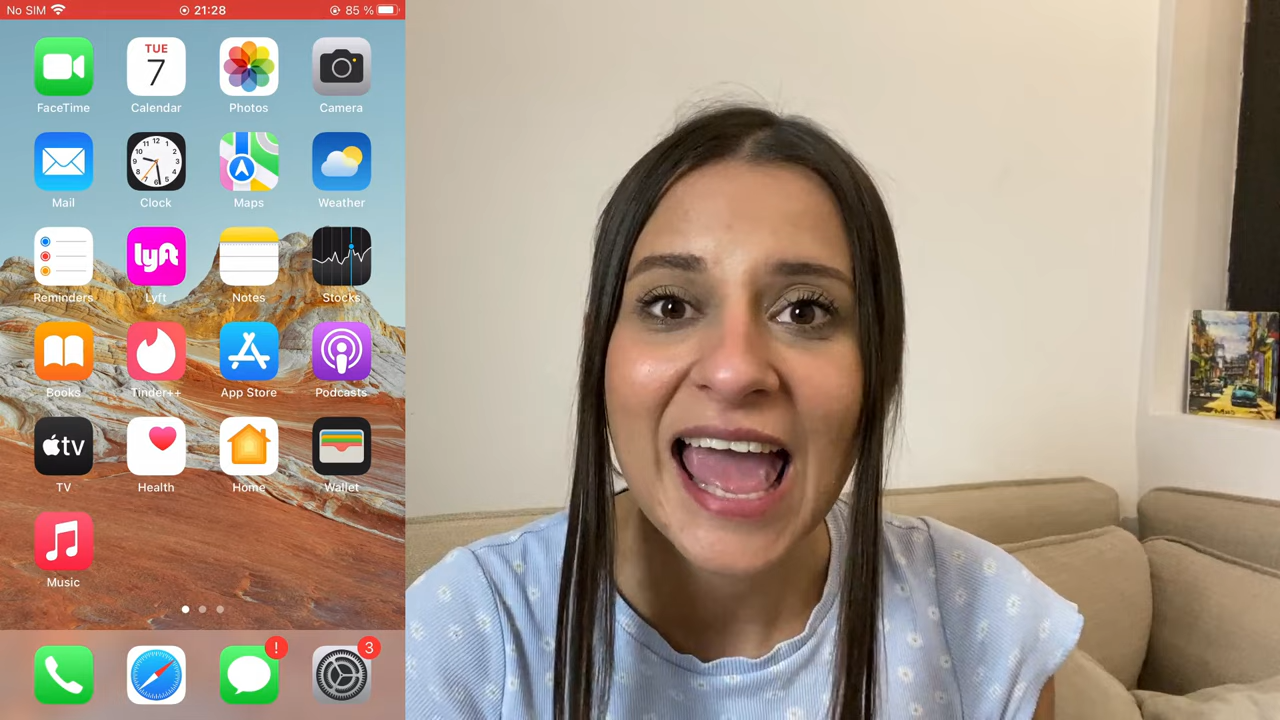 No SIM 21:28 85 %
TUE
7
FaceTime Calendar Photos Camera
12
Mail Clock Maps Weather
lyft
Reminders Lyft Notes Stocks
Books Tinder++ App Store Podcasts
tv
TV Health Home Wallet
Music
! 3